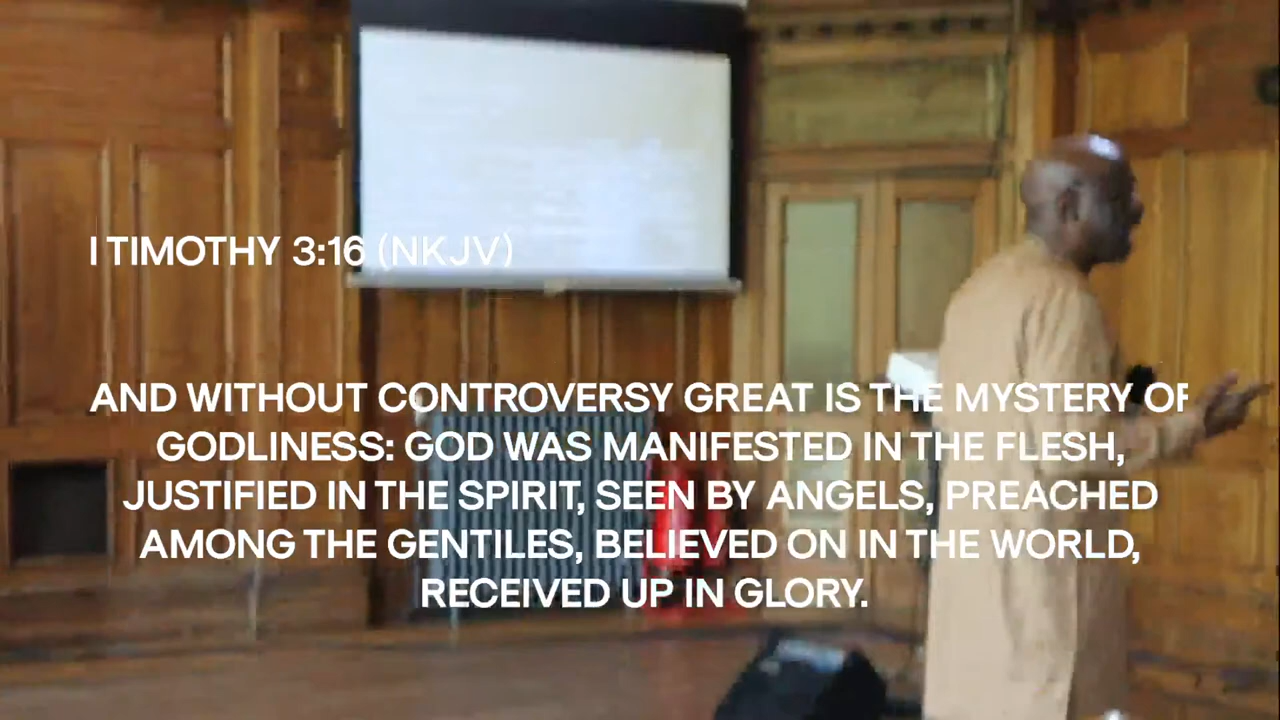 I TIMOTHY 3:16 (NKJV)
AND WITHOUT CONTROVERSY GREAT IS THE MYSTERY OF
GODLINESS: GOD WAS MANIFESTED IN THE FLESH,
JUSTIFIED IN THE SPIRIT, SEEN BY ANGELS, PREACHED
AMONG THE GENTILES, BELIEVED ON IN THE WORLD,
RECEIVED UP IN GLORY.